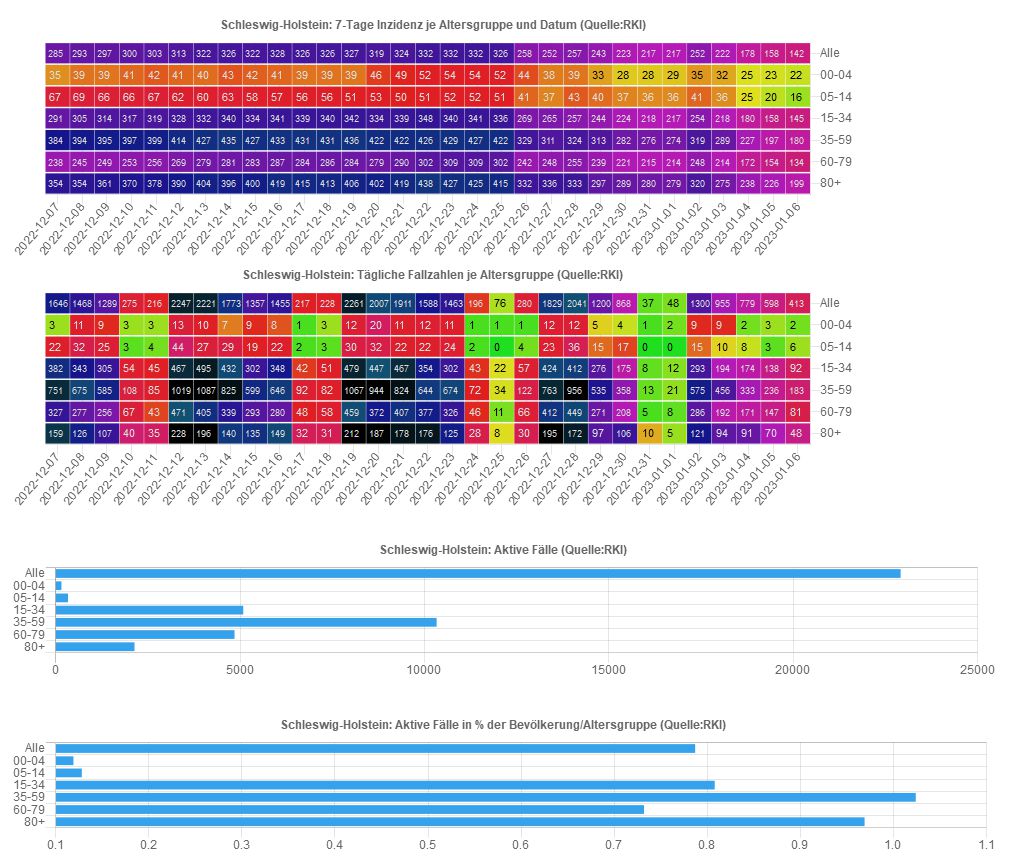 Schleswig-Holstein: 7-Tage Inzidenz je Altersgruppe und Datum (Quelle:RKI)
285 293 297 300 303 313 322 326 322 328 326 326 327 319 324 332 332 332 326 258 252 257 243 223 217 217 252 222 178 158 142 Alle
35 39 39 41 42 41 40 43 42 41 39 39 39 46 49 52 54 54 52 44 38 39 33 28 28 29 35 32 25 23 22 00-04
67 69 66 66 67 62 60 63 58 57 56 56 51 53 50 51 52 52 51 41 37 43 40 37 36 36 41 36 25 20 16 05-14
291 305 314 317 319 328 332 340 334 341 339 340 342 334 339 348 340 341 336 269 265 257 244 224 218 217 254 218 180 158 145 15-34
384 394 395 397 399 414 427 435 427 433 431 431 436 422 422 426 429 427 422 329 311 324 313 282 276 274 319 289 227 197 180 35-59
238 245 249 253 256 269 279 281 283 287 284 286 284 279 290 302 309 309 302 242 248 255 239 221 215 214 248 214 172 154 134 60-79
354 354 361 370 378 390 404 396 400 419 415 413 406 402 419 438 427 425 415 332 336 333 297 289 280 279 320 275 238 226 199 80+
2022-12-07 2022-12-08 2022-12-09 2022-12-10 2022-12-11 2022-12-12 2022-12-13 2022-12-14 2022-12-15 2022-12-16 2022-12-17 2022-12-18 2022-12-19 2022-12-20 2022-12-21 2022-12-22 2022-12-23 2022-12-24 2022-12-25 2022-12-26 2022-12-27 2022-12-28 2022-12-29 2022-12-30 2022-12-31 2023-01-01 2023-01-02 2023-01-03 2023-01-04 2023-01-05 2023-01-06
Schleswig-Holstein: Tägliche Fallzahlen je Altersgruppe (Quelle:RKI)
1646 1468 1289 275 216 2247 2221 1773 1357 1455 217 228 2261 2007 1911 1588 1463 196 76 280 1829 2041 1200 868 37 48 1300 955 779 598 413 Alle
3 11 9 3 3 13 10 7 9 8 1 3 12 20 11 12 11 1 1 1 12 12 5 4 1 2 9 9 2 3 2 00-04
22 32 25 3 4 44 27 29 19 22 2 3 30 32 22 22 24 2 0 4 23 36 15 17 0 0 15 10 8 3 6 05-14
382 343 305 54 45 467 495 432 302 348 42 51 479 447 467 354 302 43 22 57 424 412 276 175 8 12 293 194 174 138 92 15-34
751 675 585 108 85 1019 1087 825 599 646 92 82 1067 944 824 644 674 72 34 122 763 956 535 358 13 21 575 456 333 236 183 35-59
327 277 256 67 43 471 405 339 293 280 48 58 459 372 407 377 326 46 11 66 412 449 271 208 5 8 286 192 171 147 81 60-79
159 126 107 40 35 228 196 140 135 149 32 31 212 187 178 176 125 28 8 30 195 172 97 106 10 5 121 94 91 70 48 80+
2022-12-07 2022-12-08 2022-12-09 2022-12-10 2022-12-11 2022-12-12 2022-12-13 2022-12-14 2022-12-15 2022-12-16 2022-12-17 2022-12-18 2022-12-19 2022-12-20 2022-12-21 2022-12-22 2022-12-23 2022-12-24 2022-12-25 2022-12-26 2022-12-27 2022-12-28 2022-12-29 2022-12-30 2022-12-31 2023-01-01 2023-01-02 2023-01-03 2023-01-04 2023-01-05 2023-01-06
Schleswig-Holstein: Aktive Fälle (Quelle:RKI)
Alle
00-04
05-14
15-34
35-59
60-79
80+
0 5000 10000 15000 20000 25000
Schleswig-Holstein: Aktive Fälle in % der Bevölkerung/Altersgruppe (Quelle:RKI)
Alle
00-04
05-14
15-34
35-59
60-79
80+
0.1 0.2 0.3 0.4 0.5 0.6 0.7 0.8 0.9 1.0 1.1